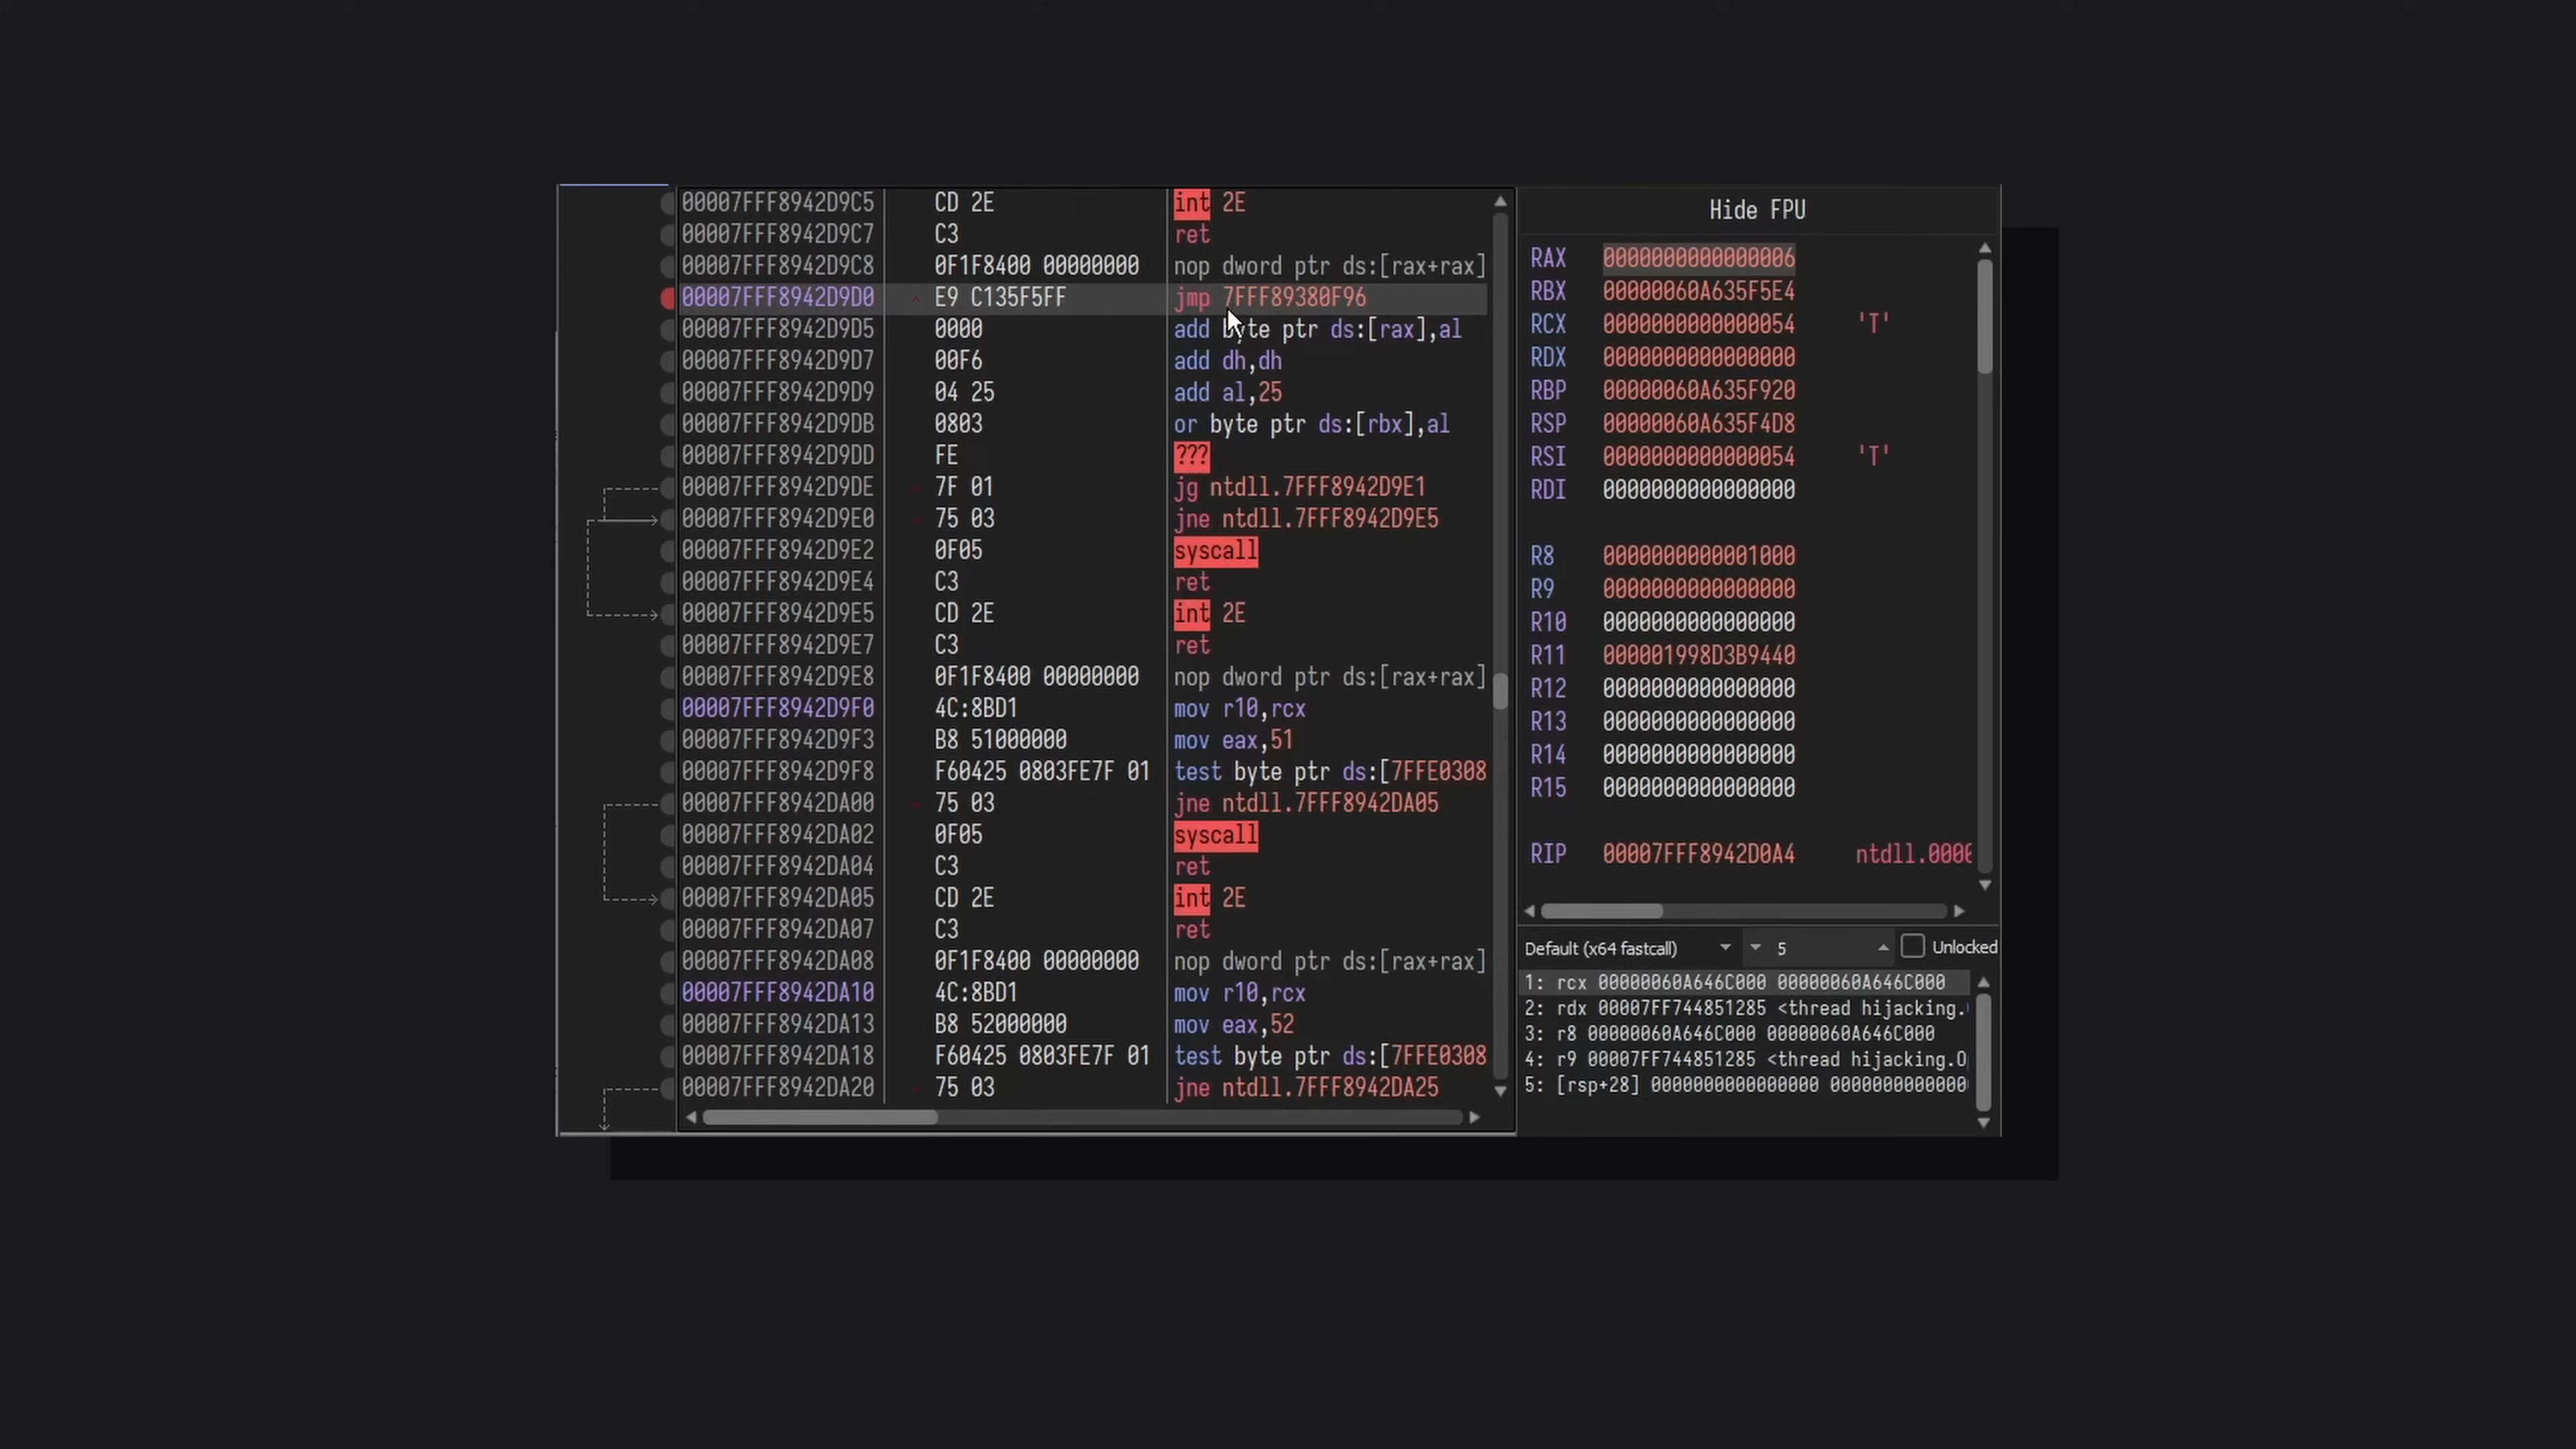 00007FFF8942D9C5 CD 2E int 2E
00007FFF8942D9C7 C3 ret
00007FFF8942D9C8 0F1F8400 00000000 nop dword ptr ds:[rax+rax]
00007FFF8942D9D0 E9 C135F5FF jmp 7FFF89380F96
00007FFF8942D9D5 0000 add byte ptr ds:[rax],al
00007FFF8942D9D7 00F6 add dh,dh
00007FFF8942D9D9 04 25 add al,25
00007FFF8942D9DB 0803 or byte ptr ds:[rbx],al
00007FFF8942D9DD FE ???
00007FFF8942D9DE 7F 01 jg ntdll.7FFF8942D9E1
00007FFF8942D9E0 75 03 jne ntdll.7FFF8942D9E5
00007FFF8942D9E2 0F05 syscall
00007FFF8942D9E4 C3 ret
00007FFF8942D9E5 CD 2E int 2E
00007FFF8942D9E7 C3 ret
00007FFF8942D9E8 0F1F8400 00000000 nop dword ptr ds:[rax+rax]
00007FFF8942D9F0 4C:8BD1 mov r10,rcx
00007FFF8942D9F3 B8 51000000 mov eax,51
00007FFF8942D9F8 F60425 0803FE7F 01 test byte ptr ds:[7FFE0308
00007FFF8942DA00 75 03 jne ntdll.7FFF8942DA05
00007FFF8942DA02 0F05 syscall
00007FFF8942DA04 C3 ret
00007FFF8942DA05 CD 2E int 2E
00007FFF8942DA07 C3 ret
00007FFF8942DA08 0F1F8400 00000000 nop dword ptr ds:[rax+rax]
00007FFF8942DA10 4C:8BD1 mov r10,rcx
00007FFF8942DA13 B8 52000000 mov eax,52
00007FFF8942DA18 F60425 0803FE7F 01 test byte ptr ds:[7FFE0308
00007FFF8942DA20 75 03 jne ntdll.7FFF8942DA25
Hide FPU
RAX 0000000000000006
RBX 00000060A635F5E4
RCX 0000000000000054 'T'
RDX 0000000000000000
RBP 00000060A635F920
RSP 00000060A635F4D8
RSI 0000000000000054 'T'
RDI 0000000000000000
R8 0000000000001000
R9 0000000000000000
R10 0000000000000000
R11 000001998D3B9440
R12 0000000000000000
R13 0000000000000000
R14 0000000000000000
R15 0000000000000000
RIP 00007FFF8942D0A4 ntdll.0000
Default (x64 fastcall) 5 Unlocked
1: rcx 00000060A646C000 00000060A646C000
2: rdx 00007FF744851285 <thread hijacking.
3: r8 00000060A646C000 00000060A646C000
4: r9 00007FF744851285 <thread hijacking.O
5: [rsp+28] 0000000000000000 0000000000000